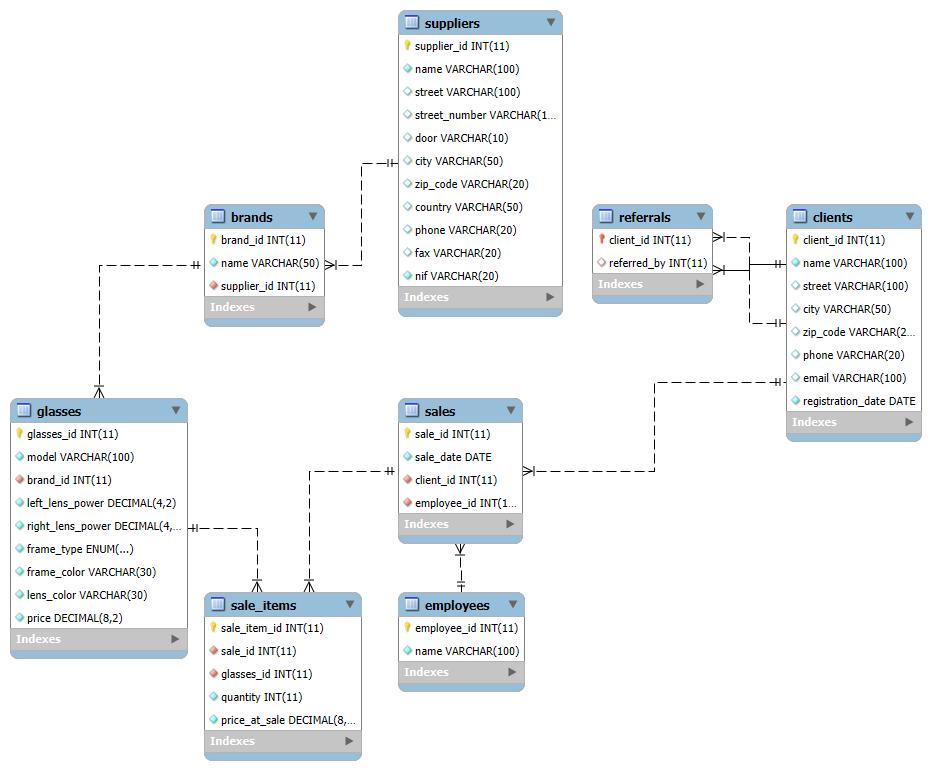 suppliers
supplier_id INT(11)
name VARCHAR(100)
street VARCHAR(100)
street_number VARCHAR(1...
door VARCHAR(10)
city VARCHAR(50)
zip_code VARCHAR(20)
country VARCHAR(50)
phone VARCHAR(20)
fax VARCHAR(20)
nif VARCHAR(20)
Indexes
brands
brand_id INT(11)
name VARCHAR(50)
supplier_id INT(11)
Indexes
referrals
client_id INT(11)
referred_by INT(11)
Indexes
clients
client_id INT(11)
name VARCHAR(100)
street VARCHAR(100)
city VARCHAR(50)
zip_code VARCHAR(2...
phone VARCHAR(20)
email VARCHAR(100)
registration_date DATE
Indexes
glasses
glasses_id INT(11)
model VARCHAR(100)
brand_id INT(11)
left_lens_power DECIMAL(4,2)
right_lens_power DECIMAL(4,...
frame_type ENUM(...)
frame_color VARCHAR(30)
lens_color VARCHAR(30)
price DECIMAL(8,2)
Indexes
sales
sale_id INT(11)
sale_date DATE
client_id INT(11)
employee_id INT(1...
Indexes
sale_items
sale_item_id INT(11)
sale_id INT(11)
glasses_id INT(11)
quantity INT(11)
price_at_sale DECIMAL(8,...
Indexes
employees
employee_id INT(11)
name VARCHAR(100)
Indexes